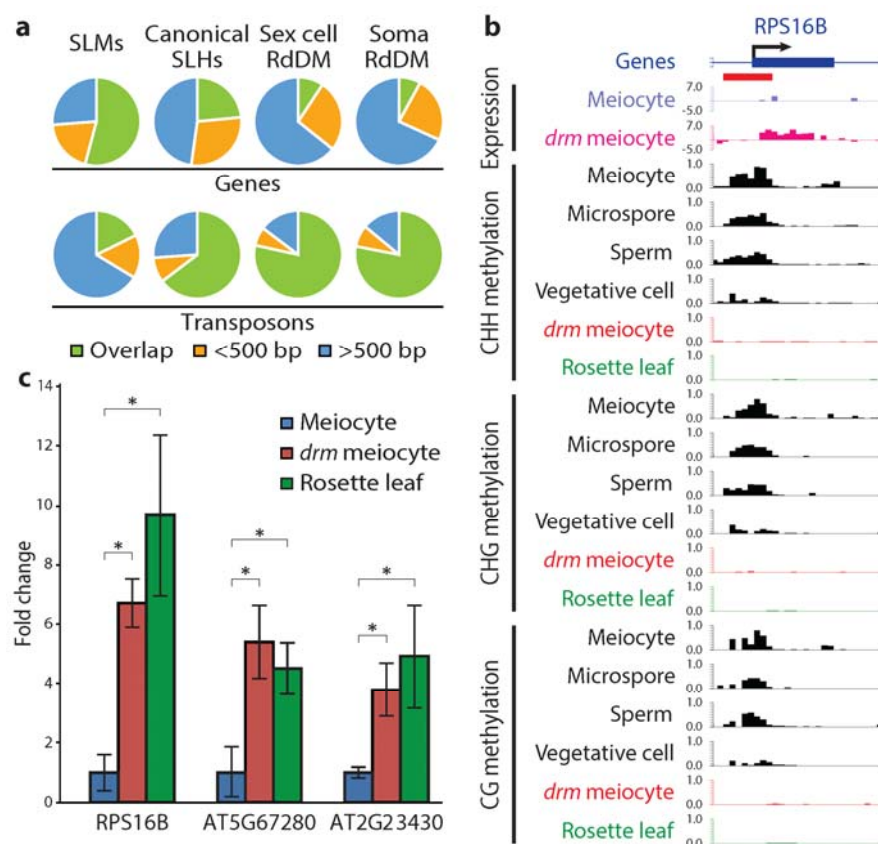 a
SLMs
Canonical SLHs
Sex cell RdDM
Soma RdDM
Genes
Transposons
Overlap
<500 bp
>500 bp
b
RPS16B
Genes
Expression
Meiocyte
7.0
-5.0
drm meiocyte
7.0
-5.0
CHH methylation
Meiocyte
1.0
0.0
Microspore
1.0
0.0
Sperm
1.0
0.0
Vegetative cell
1.0
0.0
drm meiocyte
1.0
0.0
Rosette leaf
1.0
0.0
CHG methylation
Meiocyte
1.0
0.0
Microspore
1.0
0.0
Sperm
1.0
0.0
Vegetative cell
1.0
0.0
drm meiocyte
1.0
0.0
Rosette leaf
1.0
0.0
CG methylation
Meiocyte
1.0
0.0
Microspore
1.0
0.0
Sperm
1.0
0.0
Vegetative cell
1.0
0.0
drm meiocyte
1.0
0.0
Rosette leaf
1.0
0.0
c
Fold change
14
12
10
8
6
4
2
0
Meiocyte
drm meiocyte
Rosette leaf
*
*
*
*
*
*
RPS16B
AT5G67280
AT2G23430